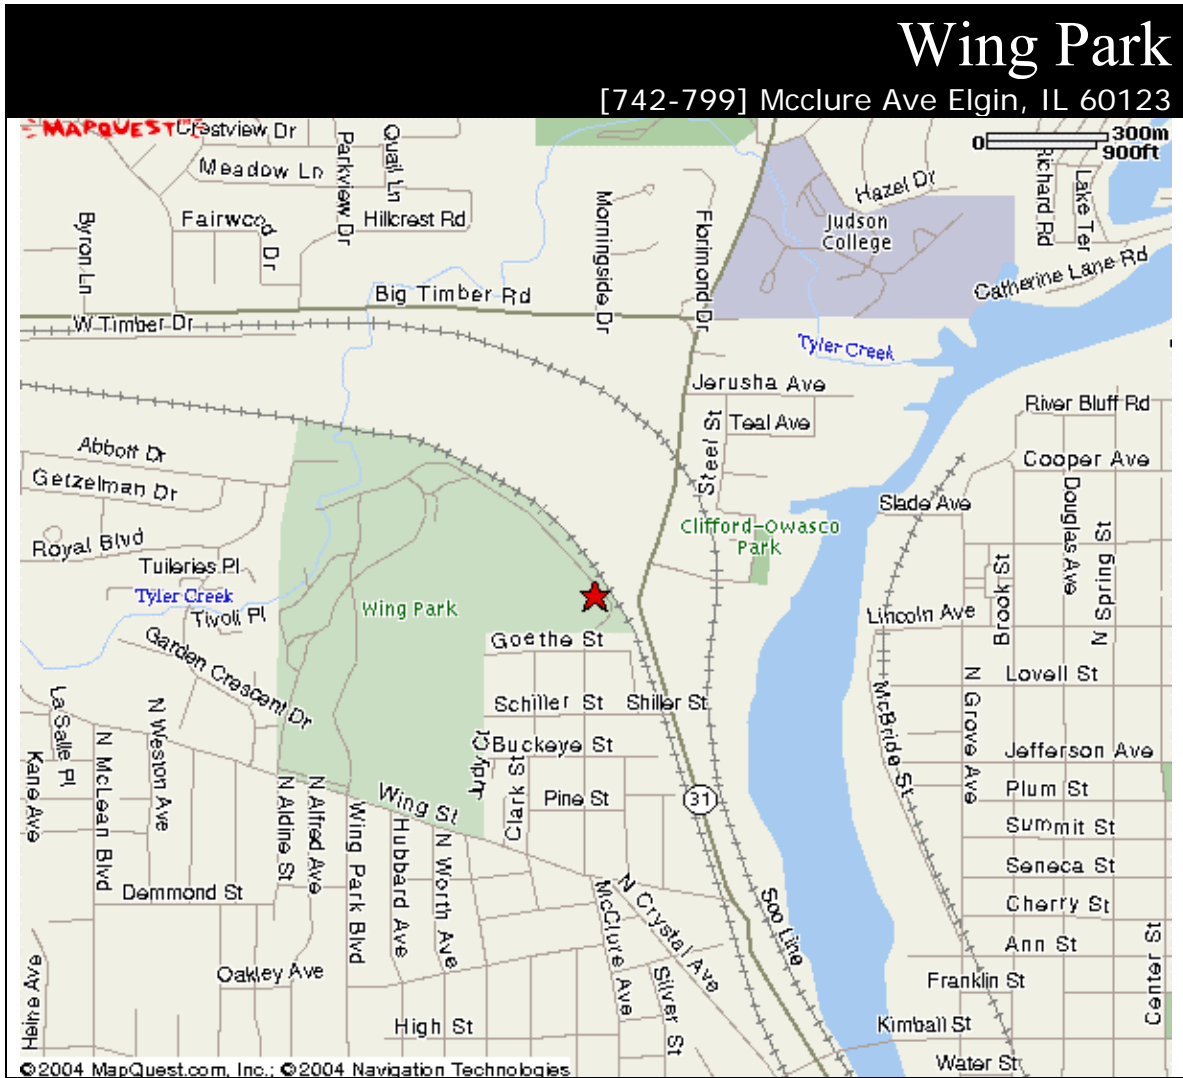 Wing Park
[742-799] Mcclure Ave Elgin, IL 60123
MAPQUEST
Crestview Dr
300m
0
900ft
Meadow Ln
Parkview Dr
Quail Ln
Hazel Dr
Richard Rd
Lake Ter
Fairwood Dr
Hillcrest Rd
Byron Ln
Morningside Dr
Florimond Dr
Judson
College
Catherine Lane Rd
Big Timber Rd
W Timber Dr
Tyler Creek
Jerusha Ave
River Bluff Rd
Teal Ave
Steel St
Abbott Dr
Cooper Ave
Getzelman Dr
Slade Ave
Douglas Ave
Clifford-Owasco
Park
N Spring St
Royal Blvd
Tuileries Pl
Brook St
Tyler Creek
Wing Park
Tivoli Pl
Lincoln Ave
Goethe St
Garden Crescent Dr
Lovell St
N Grove Ave
La Salle Pl
Schiller St
Shiller St
McBride St
N Weston Ave
Buckeye St
Jefferson Ave
Kane Ave
N McLean Blvd
Clark St
Plum St
Pine St
31
N Aldine St
N Alfred Ave
Wing St
Wing Park Blvd
Hubbard Ave
N Worth Ave
Summit St
Seneca St
Demmond St
N Crystal Ave
McClure Ave
Soo Line
Cherry St
Ann St
Center St
Oakley Ave
Silver St
Franklin St
Heine Ave
High St
Kimball St
Water St
©2004 MapQuest.com, Inc.; ©2004 Navigation Technologies